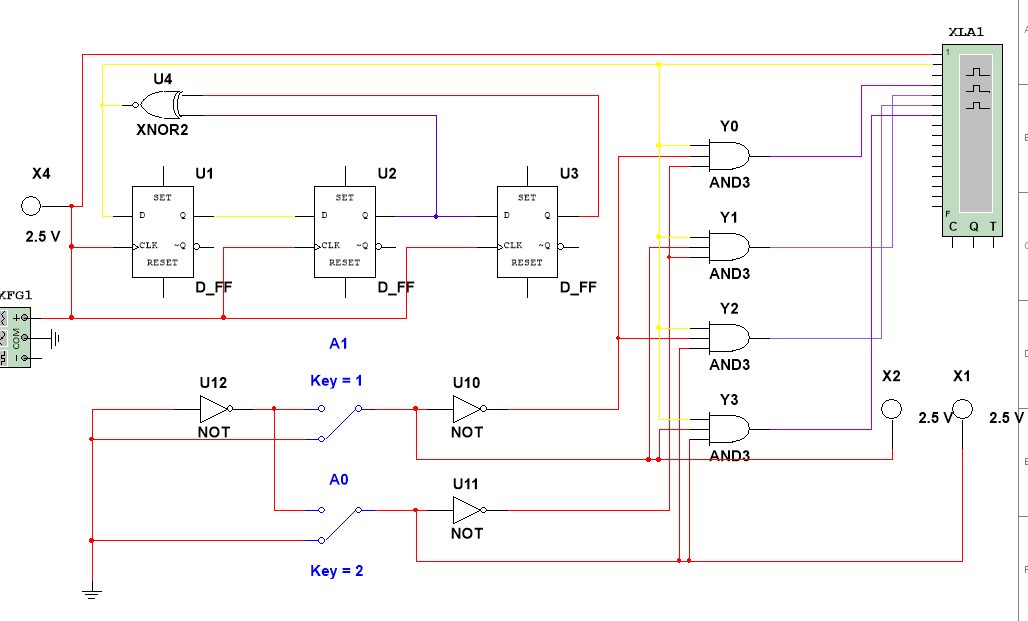 XLA1
1
U4
XNOR2
Y0
AND3
X4
2.5 V
U1
SET
D
Q
CLK
~Q
RESET
D_FF
U2
SET
D
Q
CLK
~Q
RESET
D_FF
U3
SET
D
Q
CLK
~Q
RESET
D_FF
F
C Q T
Y1
AND3
XFG1
+
COM
A1
Key = 1
Y2
AND3
U12
NOT
U10
NOT
X2
2.5 V
X1
2.5 V
Y3
AND3
A0
Key = 2
U11
NOT